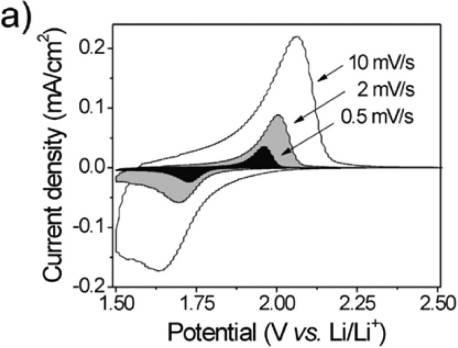 a)
Current density (mA/cm²)
0.2
0.1
0.0
-0.1
-0.2
10 mV/s
2 mV/s
0.5 mV/s
1.50 1.75 2.00 2.25 2.50
Potential (V vs. Li/Li⁺)